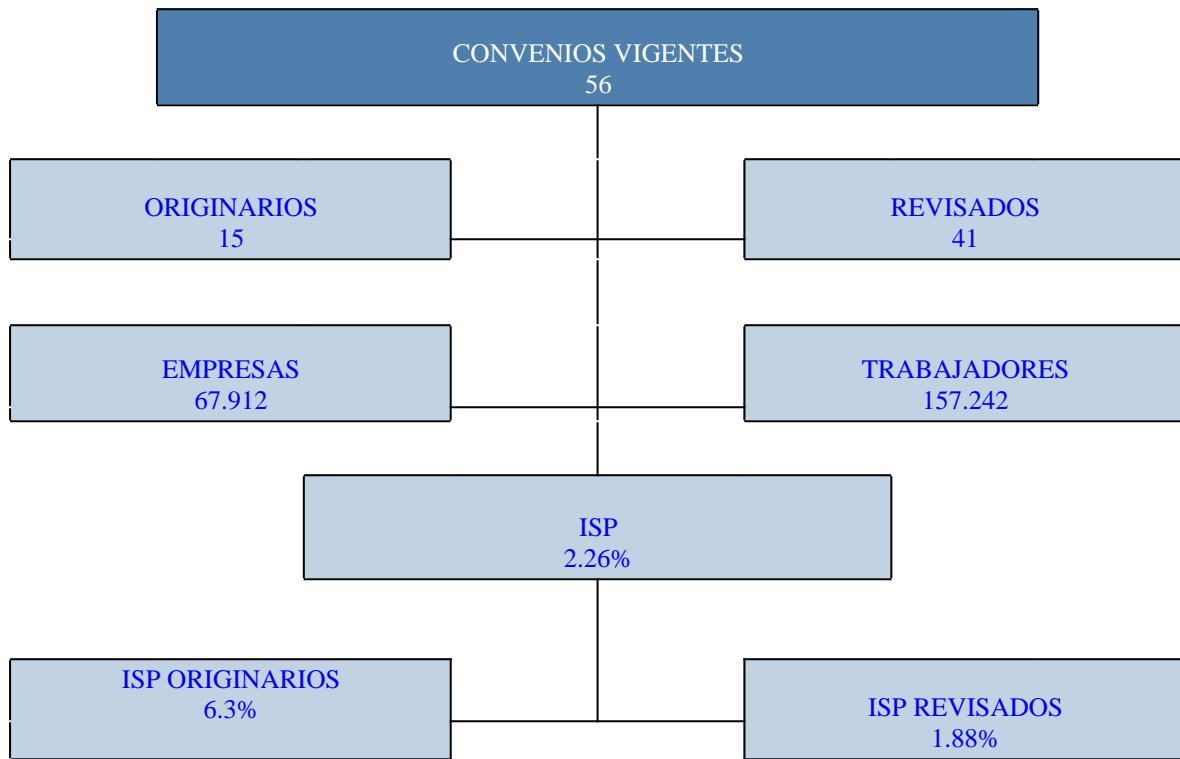 CONVENIOS VIGENTES
56
ORIGINARIOS
15
REVISADOS
41
EMPRESAS
67.912
TRABAJADORES
157.242
ISP
2.26%
ISP ORIGINARIOS
6.3%
ISP REVISADOS
1.88%